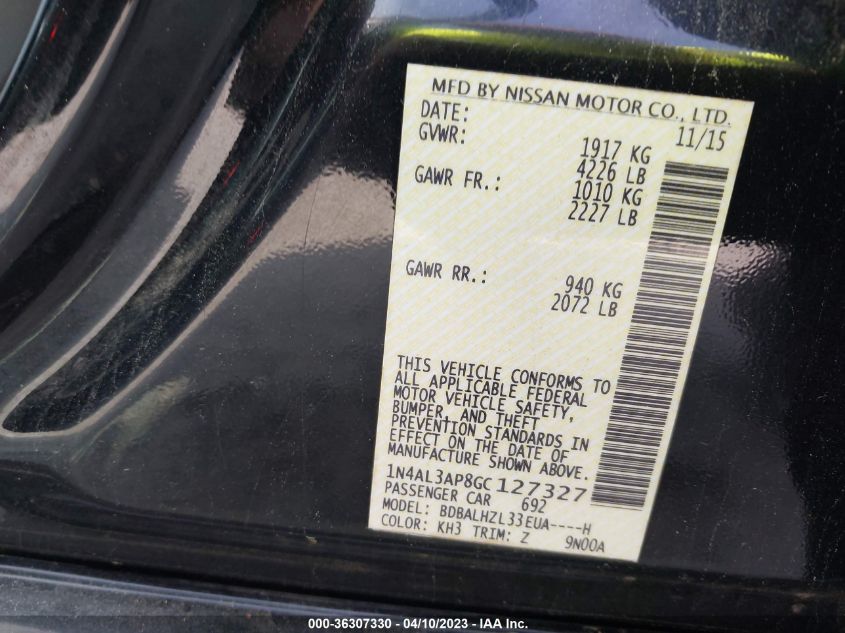 MFD BY NISSAN MOTOR CO., LTD.
DATE: 11/15
GVWR: 1917 KG
4226 LB
GAWR FR.: 1010 KG
2227 LB
GAWR RR.: 940 KG
2072 LB
THIS VEHICLE CONFORMS TO
ALL APPLICABLE FEDERAL
MOTOR VEHICLE SAFETY,
BUMPER, AND THEFT
PREVENTION STANDARDS IN
EFFECT ON THE DATE OF
MANUFACTURE SHOWN ABOVE.
1N4AL3AP8GC127327
PASSENGER CAR 692
MODEL: BDBALHZL33EUA----H
COLOR: KH3 TRIM: Z 9N00A
000-36307330 - 04/10/2023 - IAA Inc.